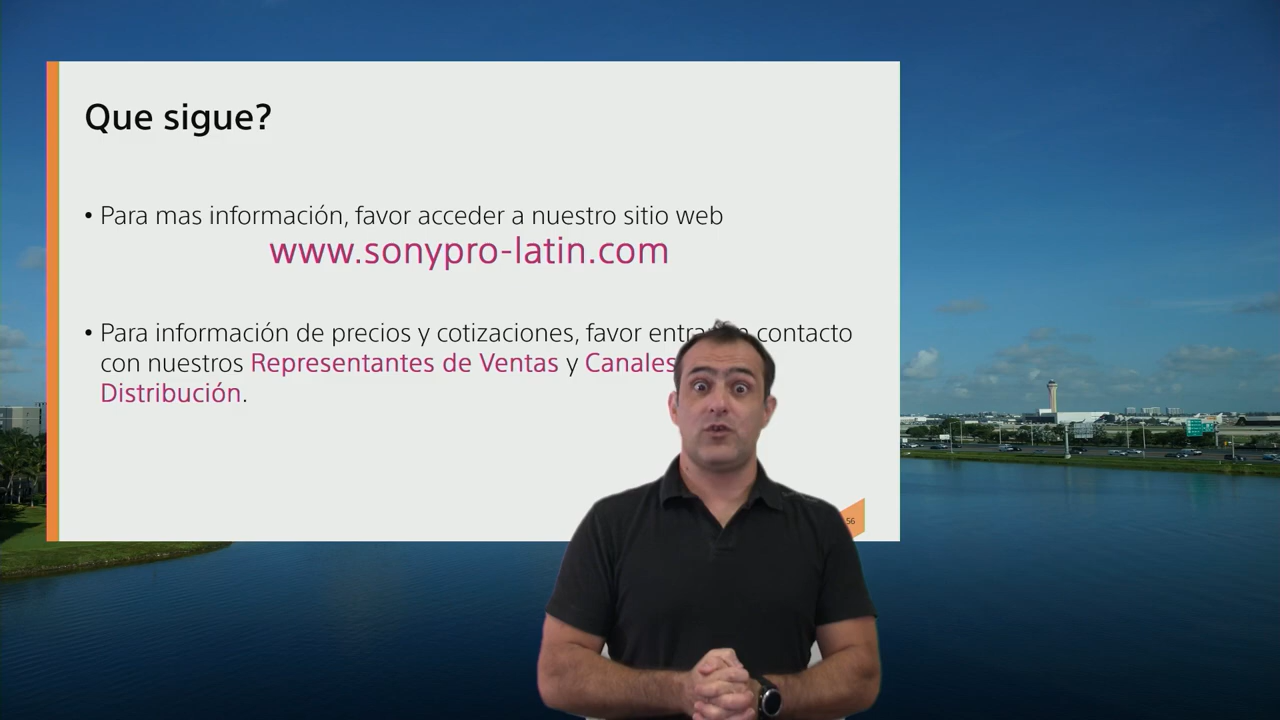 Que sigue?
• Para mas información, favor acceder a nuestro sitio web
www.sonypro-latin.com
• Para información de precios y cotizaciones, favor contacto
con nuestros Representantes de Ventas y Canales
Distribución.
56